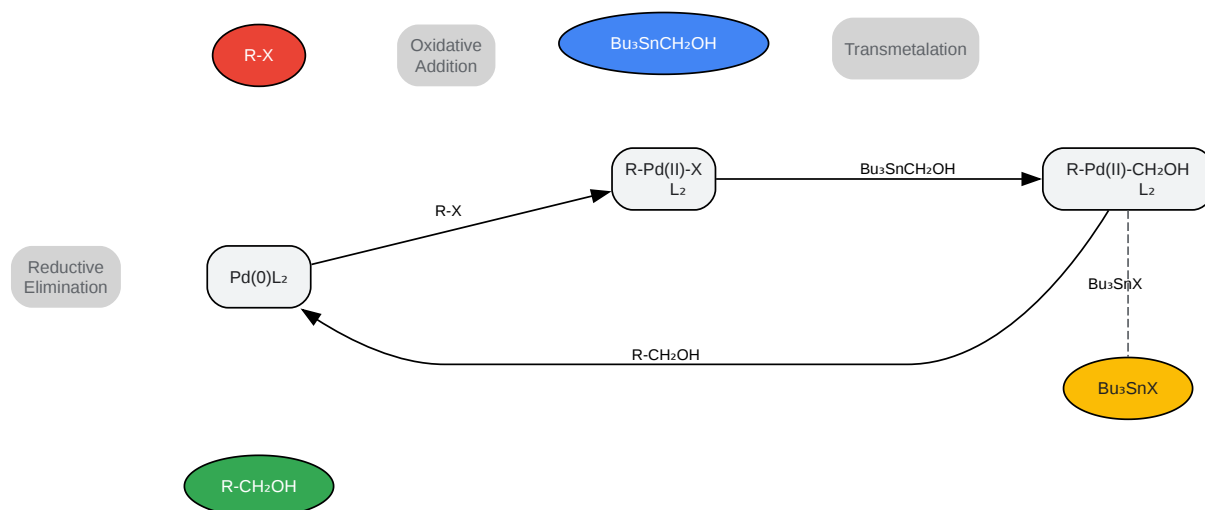 R-X
Oxidative
Addition
Bu₃SnCH₂OH
Transmetalation
R-Pd(II)-X
L₂
Bu₃SnCH₂OH
R-Pd(II)-CH₂OH
L₂
R-X
Reductive
Elimination
Pd(0)L₂
Bu₃SnX
R-CH₂OH
Bu₃SnX
R-CH₂OH